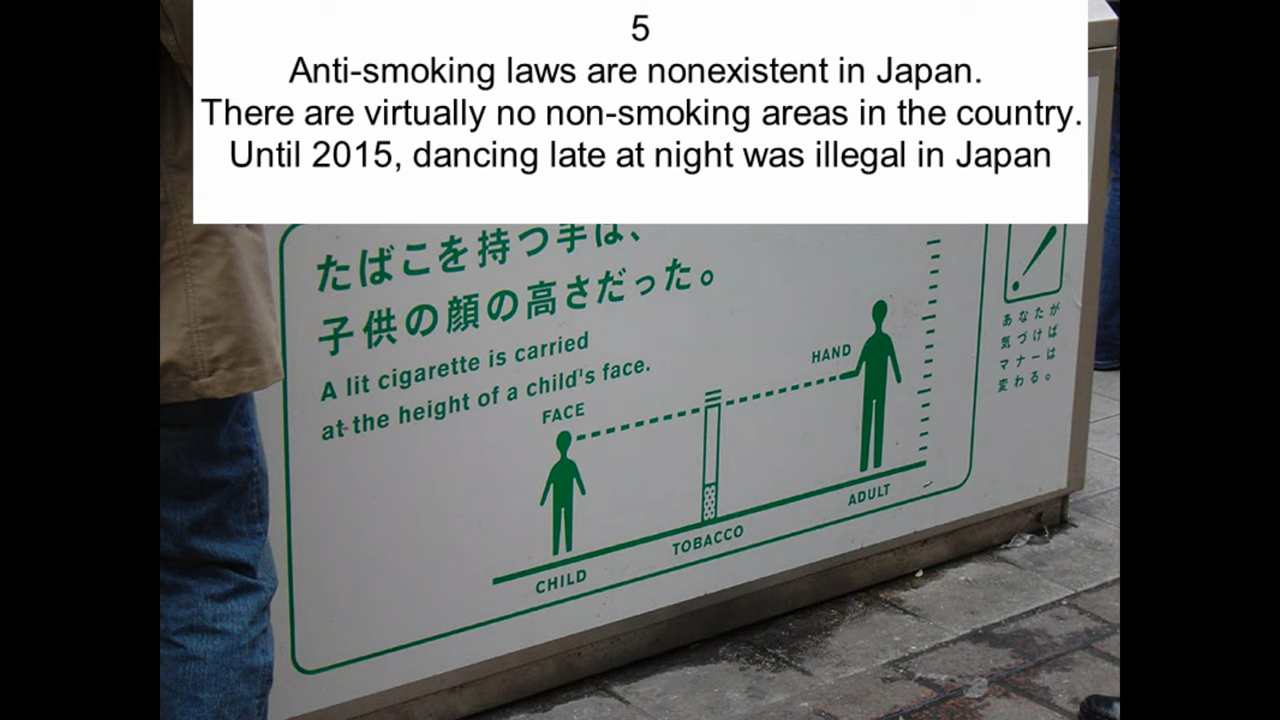 5
Anti-smoking laws are nonexistent in Japan.
There are virtually no non-smoking areas in the country.
Until 2015, dancing late at night was illegal in Japan
たばこを持つ手は、
子供の顔の高さだった。
A lit cigarette is carried
at the height of a child's face.
FACE
HAND
CHILD
TOBACCO
ADULT
あなたが
気づけば
マナーは
変わる。